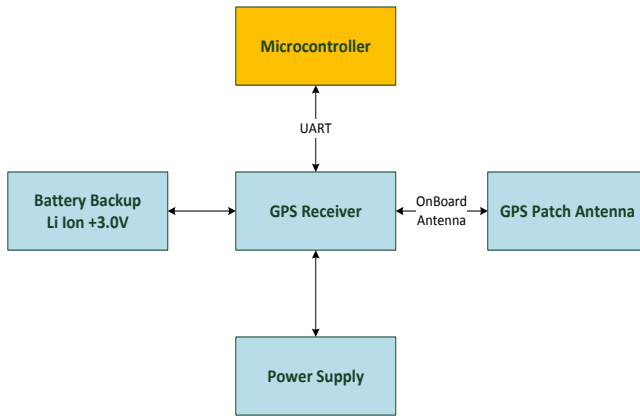 Microcontroller
UART
Battery Backup
Li Ion +3.0V
GPS Receiver
OnBoard
Antenna
GPS Patch Antenna
Power Supply